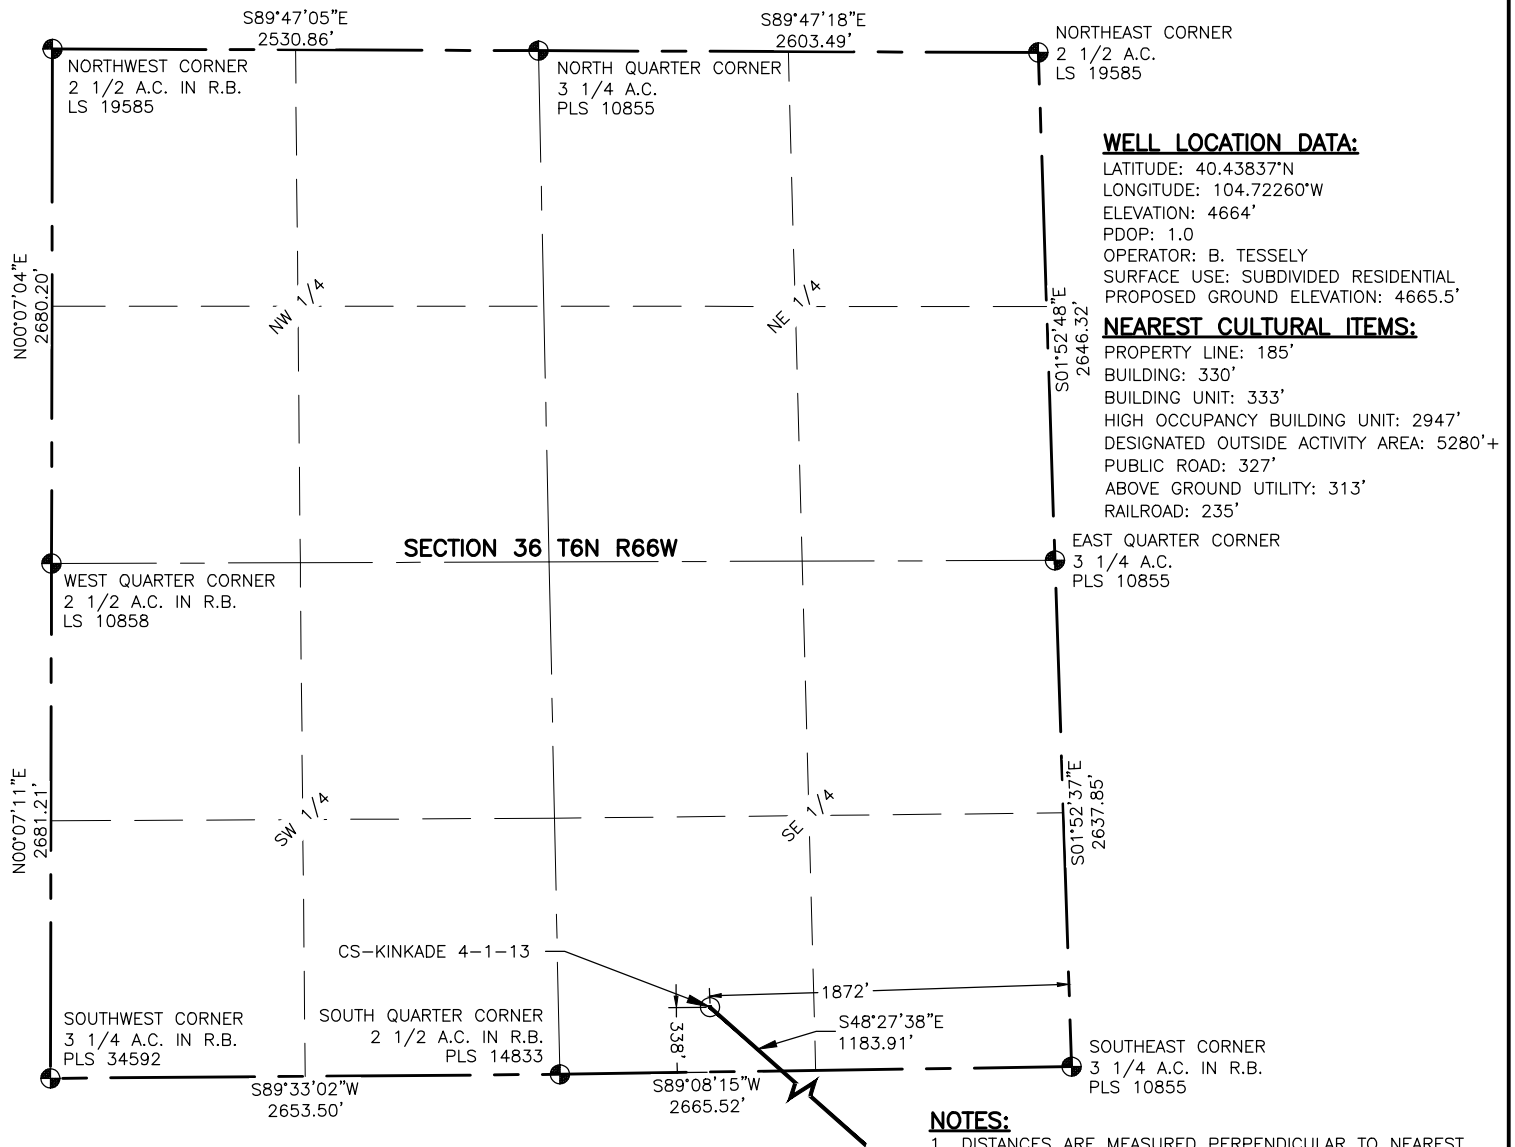 S89°47'05"E
2530.86'
S89°47'18"E
2603.49'
NORTHWEST CORNER
2 1/2 A.C. IN R.B.
LS 19585
NORTH QUARTER CORNER
3 1/4 A.C.
PLS 10855
NORTHEAST CORNER
2 1/2 A.C.
LS 19585
WELL LOCATION DATA:
LATITUDE: 40.43837°N
LONGITUDE: 104.72260°W
ELEVATION: 4664'
PDOP: 1.0
OPERATOR: B. TESSELY
SURFACE USE: SUBDIVIDED RESIDENTIAL
PROPOSED GROUND ELEVATION: 4665.5'
NEAREST CULTURAL ITEMS:
PROPERTY LINE: 185'
BUILDING: 330'
BUILDING UNIT: 333'
HIGH OCCUPANCY BUILDING UNIT: 2947'
DESIGNATED OUTSIDE ACTIVITY AREA: 5280'+
PUBLIC ROAD: 327'
ABOVE GROUND UTILITY: 313'
RAILROAD: 235'
N00°07'04"E
2680.20'
NW 1/4
NE 1/4
S01°52'48"E
2646.32'
SECTION 36 T6N R66W
WEST QUARTER CORNER
2 1/2 A.C. IN R.B.
LS 10858
EAST QUARTER CORNER
3 1/4 A.C.
PLS 10855
N00°07'11"E
2681.21'
SW 1/4
SE 1/4
S01°52'37"E
2637.85'
CS-KINKADE 4-1-13
1872'
338'
S48°27'38"E
1183.91'
SOUTHWEST CORNER
3 1/4 A.C. IN R.B.
PLS 34592
SOUTH QUARTER CORNER
2 1/2 A.C. IN R.B.
PLS 14833
SOUTHEAST CORNER
3 1/4 A.C. IN R.B.
PLS 10855
S89°33'02"W
2653.50'
S89°08'15"W
2665.52'
NOTES:
1. DISTANCES ARE MEASURED PERPENDICULAR TO NEAREST